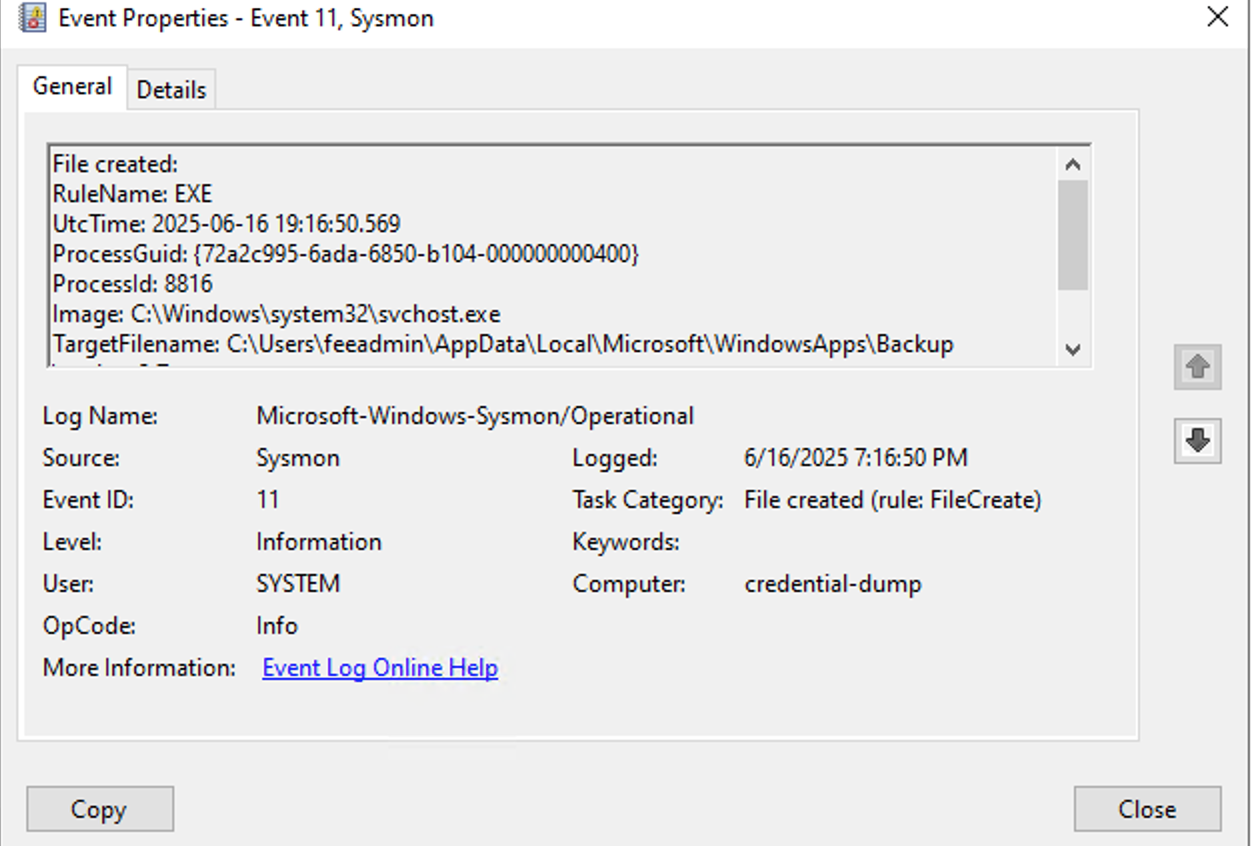 Event Properties - Event 11, Sysmon
General
Details
File created:
RuleName: EXE
UtcTime: 2025-06-16 19:16:50.569
ProcessGuid: {72a2c995-6ada-6850-b104-000000000400}
ProcessId: 8816
Image: C:\Windows\system32\svchost.exe
TargetFilename: C:\Users\feeadmin\AppData\Local\Microsoft\WindowsApps\Backup
Log Name: Microsoft-Windows-Sysmon/Operational
Source: Sysmon Logged: 6/16/2025 7:16:50 PM
Event ID: 11 Task Category: File created (rule: FileCreate)
Level: Information Keywords:
User: SYSTEM Computer: credential-dump
OpCode: Info
More Information: Event Log Online Help
Copy Close